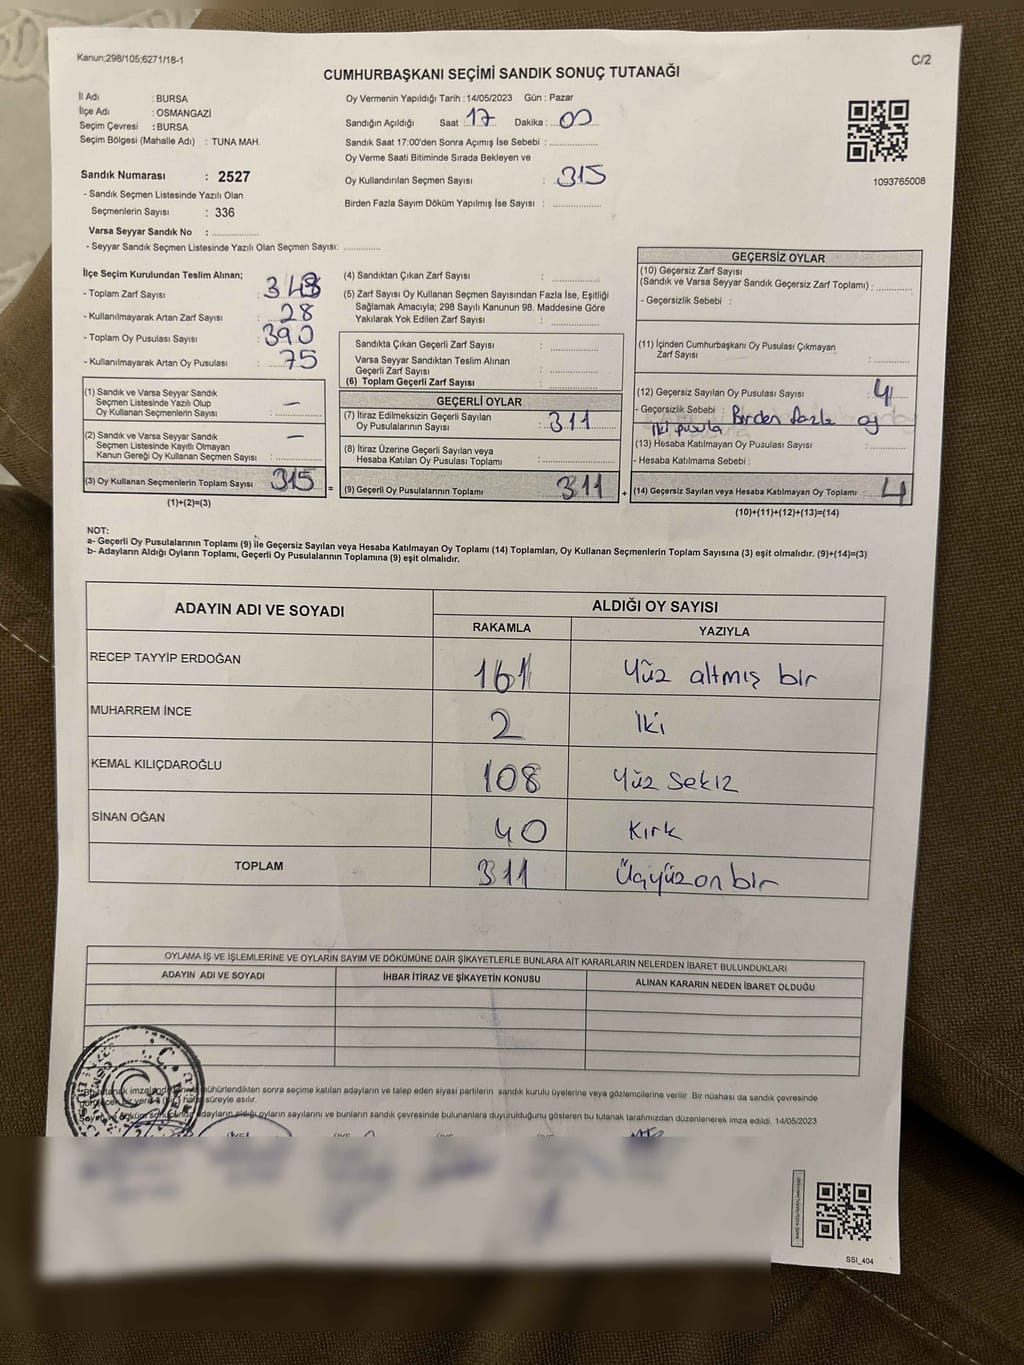 Kanun;298/105;6271/18-1
C/2
CUMHURBAŞKANI SEÇİMİ SANDIK SONUÇ TUTANAĞI
İl Adı : BURSA
İlçe Adı : OSMANGAZİ
Seçim Çevresi : BURSA
Seçim Bölgesi (Mahalle Adı) : TUNA MAH.
Sandık Numarası : 2527
- Sandık Seçmen Listesinde Yazılı Olan
Seçmenlerin Sayısı : 336
Varsa Seyyar Sandık No : ..............
- Seyyar Sandık Seçmen Listesinde Yazılı Olan Seçmen Sayısı: ............
Oy Vermenin Yapıldığı Tarih :14/05/2023 Gün : Pazar
Sandığın Açıldığı Saat : 17 Dakika : 00
Sandık Saat 17:00'den Sonra Açımış İse Sebebi : ...............
Oy Verme Saati Bitiminde Sırada Bekleyen ve
Oy Kullandırılan Seçmen Sayısı : 315
Birden Fazla Sayım Döküm Yapılmış İse Sayısı : ...............
1093765008
İlçe Seçim Kurulundan Teslim Alınan;
- Toplam Zarf Sayısı : 343
- Kullanılmayarak Artan Zarf Sayısı : 28
- Toplam Oy Pusulası Sayısı : 390
- Kullanılmayarak Artan Oy Pusulası : 75
(1) Sandık ve Varsa Seyyar Sandık
Seçmen Listesinde Yazılı Olup
Oy Kullanan Seçmenlerin Sayısı : –
(2) Sandık ve Varsa Seyyar Sandık
Seçmen Listesinde Kayıtlı Olmayan
Kanun Gereği Oy Kullanan Seçmen Sayısı : –
(3) Oy Kullanan Seçmenlerin Toplam Sayısı 315 =
(1)+(2)=(3)
(4) Sandıktan Çıkan Zarf Sayısı : ...............
(5) Zarf Sayısı Oy Kullanan Seçmen Sayısından Fazla İse, Eşitliği
Sağlamak Amacıyla; 298 Sayılı Kanunun 98. Maddesine Göre
Yakılarak Yok Edilen Zarf Sayısı : ...............
Sandıkta Çıkan Geçerli Zarf Sayısı : ...............
Varsa Seyyar Sandıktan Teslim Alınan
Geçerli Zarf Sayısı : ...............
(6) Toplam Geçerli Zarf Sayısı : ...............
GEÇERLİ OYLAR
(7) İtiraz Edilmeksizin Geçerli Sayılan
Oy Pusulalarının Sayısı : 311
(8) İtiraz Üzerine Geçerli Sayılan veya
Hesaba Katılan Oy Pusulası Toplamı : ...............
(9) Geçerli Oy Pusulalarının Toplamı : 311 +
GEÇERSİZ OYLAR
(10) Geçersiz Zarf Sayısı
(Sandık ve Varsa Seyyar Sandık Geçersiz Zarf Toplamı) : ............
- Geçersizlik Sebebi :
(11) İçinden Cumhurbaşkanı Oy Pusulası Çıkmayan
Zarf Sayısı : ............
(12) Geçersiz Sayılan Oy Pusulası Sayısı : 4
- Geçersizlik Sebebi : Birden fazla oy
iki pusula
(13) Hesaba Katılmayan Oy Pusulası Sayısı : ............
- Hesaba Katılmama Sebebi :
(14) Geçersiz Sayılan veya Hesaba Katılmayan Oy Toplamı : 4
(10)+(11)+(12)+(13)=(14)
NOT:
a- Geçerli Oy Pusulalarının Toplamı (9) ile Geçersiz Sayılan veya Hesaba Katılmayan Oy Toplamı (14) Toplamları, Oy Kullanan Seçmenlerin Toplam Sayısına (3) eşit olmalıdır. (9)+(14)=(3)
b- Adayların Aldığı Oyların Toplamı, Geçerli Oy Pusulalarının Toplamına (9) eşit olmalıdır.
ADAYIN ADI VE SOYADI ALDIĞI OY SAYISI
RAKAMLA YAZIYLA
RECEP TAYYİP ERDOĞAN 161 Yüz altmış bir
MUHARREM İNCE 2 İki
KEMAL KILIÇDAROĞLU 108 Yüz Sekiz
SİNAN OĞAN 40 Kırk
TOPLAM 311 Üçyüz on bir
OYLAMA İŞ VE İŞLEMLERİNE VE OYLARIN SAYIM VE DÖKÜMÜNE DAİR ŞİKAYETLERLE BUNLARA AİT KARARLARIN NELERDEN İBARET BULUNDUKLARI
ADAYIN ADI VE SOYADI İHBAR İTİRAZ VE ŞİKAYETİN KONUSU ALINAN KARARIN NEDEN İBARET OLDUĞU
mühürlendikten sonra seçime katılan adayların ve talep eden siyasi partilerin sandık kurulu üyelerine veya gözlemcilerine verilir. Bir nüshası da sandık çevresinde
süreyle asılır.
adayların aldığı oyların sayılarını ve bunların sandık çevresinde bulunanlara duyurulduğunu gösteren bu tutanak tarafımızdan düzenlenerek imza edildi. 14/05/2023
SSI_404